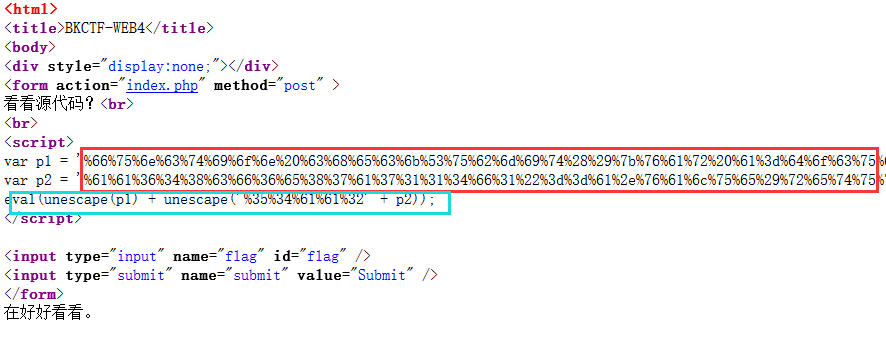 <html>
<title>BKCTF-WEB4</title>
<body>
<div style="display:none;"></div>
<form action="index.php" method="post" >
看看源代码？<br>
<br>
<script>
var p1 = '%66%75%6e%63%74%69%6f%6e%20%63%68%65%63%6b%53%75%62%6d%69%74%28%29%7b%76%61%72%20%61%3d%64%6f%63%75%6
var p2 = '%61%61%36%34%38%63%66%36%65%38%37%61%37%31%31%34%66%31%22%3d%3d%61%2e%76%61%6c%75%65%29%72%65%74%75%7
eval(unescape(p1) + unescape('%35%34%61%61%32' + p2));
</script>
<input type="input" name="flag" id="flag" />
<input type="submit" name="submit" value="Submit" />
</form>
在好好看看。